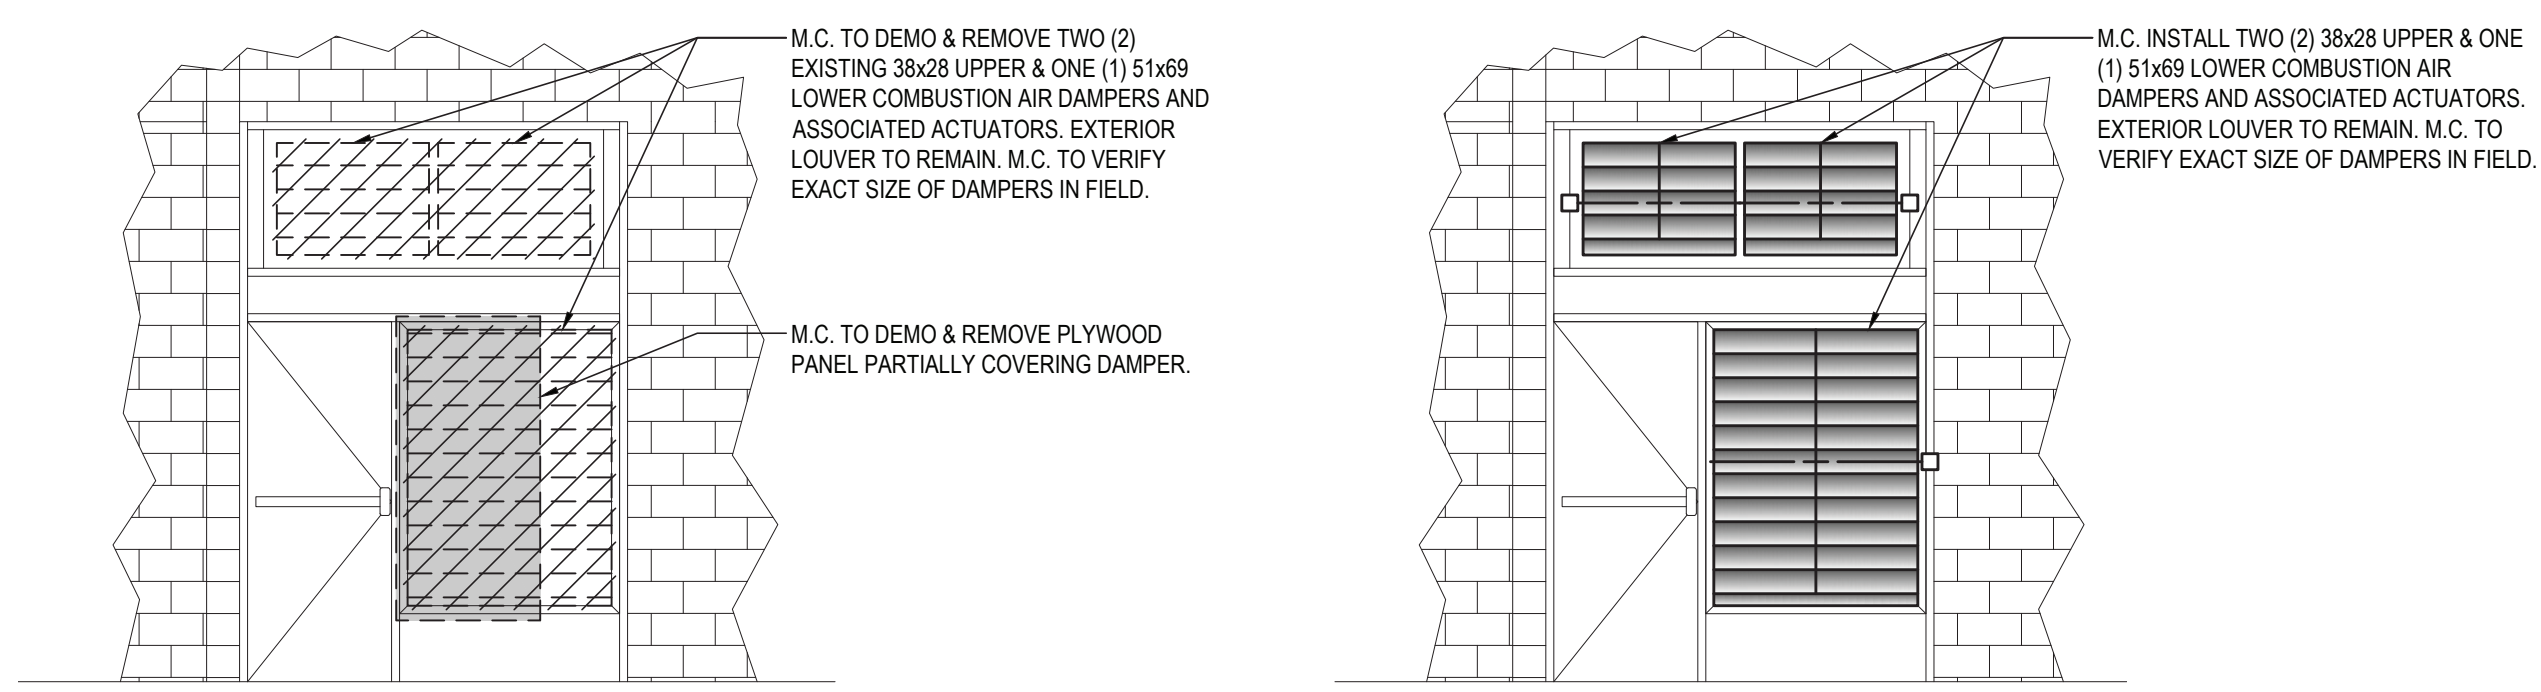 M.C. TO DEMO & REMOVE TWO (2)
EXISTING 38x28 UPPER & ONE (1) 51x69
LOWER COMBUSTION AIR DAMPERS AND
ASSOCIATED ACTUATORS. EXTERIOR
LOUVER TO REMAIN. M.C. TO VERIFY
EXACT SIZE OF DAMPERS IN FIELD.
M.C. TO DEMO & REMOVE PLYWOOD
PANEL PARTIALLY COVERING DAMPER.
M.C. INSTALL TWO (2) 38x28 UPPER & ONE
(1) 51x69 LOWER COMBUSTION AIR
DAMPERS AND ASSOCIATED ACTUATORS.
EXTERIOR LOUVER TO REMAIN. M.C. TO
VERIFY EXACT SIZE OF DAMPERS IN FIELD.